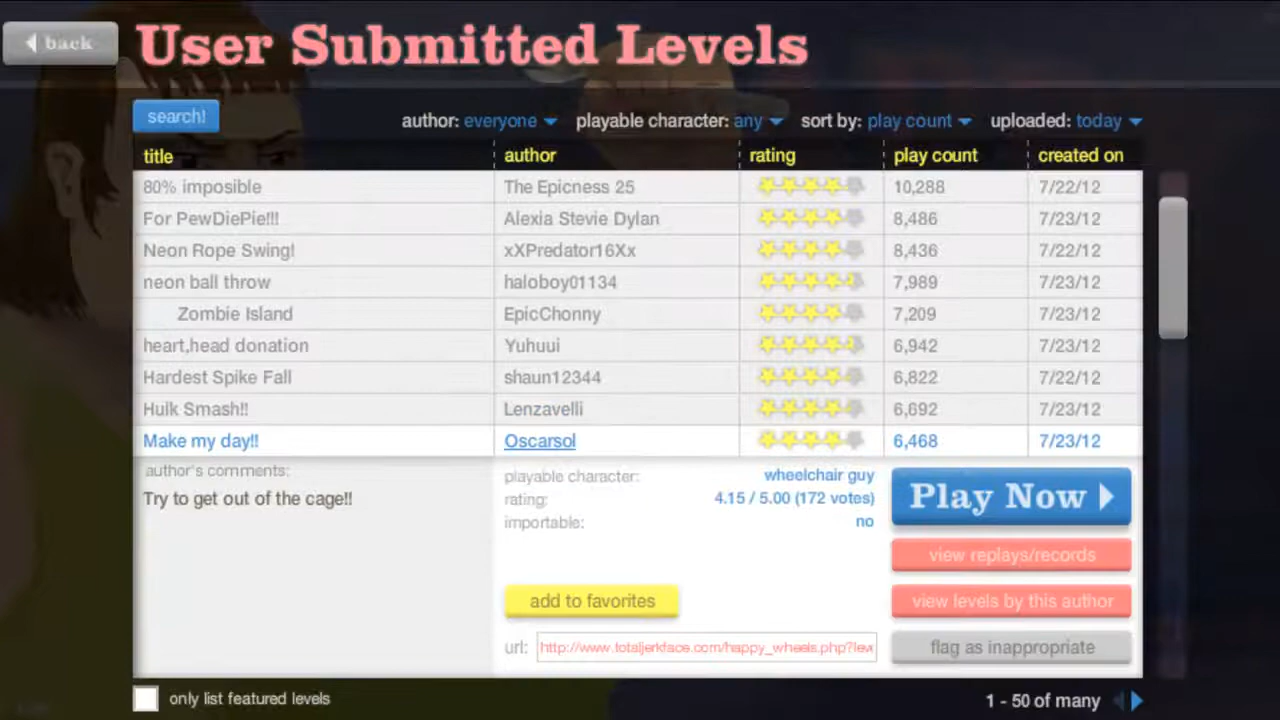 back
User Submitted Levels
search!
author: everyone playable character: any sort by: play count uploaded: today
title author rating play count created on
80% imposible The Epicness 25 10,288 7/22/12
For PewDiePie!!! Alexia Stevie Dylan 8,486 7/23/12
Neon Rope Swing! xXPredator16Xx 8,436 7/22/12
neon ball throw haloboy01134 7,989 7/23/12
Zombie Island EpicChonny 7,209 7/23/12
heart,head donation Yuhuui 6,942 7/23/12
Hardest Spike Fall shaun12344 6,822 7/22/12
Hulk Smash!! Lenzavelli 6,692 7/23/12
Make my day!! Oscarsol 6,468 7/23/12
author's comments:
Try to get out of the cage!!
playable character: wheelchair guy
rating: 4.15 / 5.00 (172 votes)
importable: no
Play Now
view replays/records
add to favorites
view levels by this author
url: http://www.totaljerkface.com/happy_wheels.php?lev
flag as inappropriate
only list featured levels
1 - 50 of many